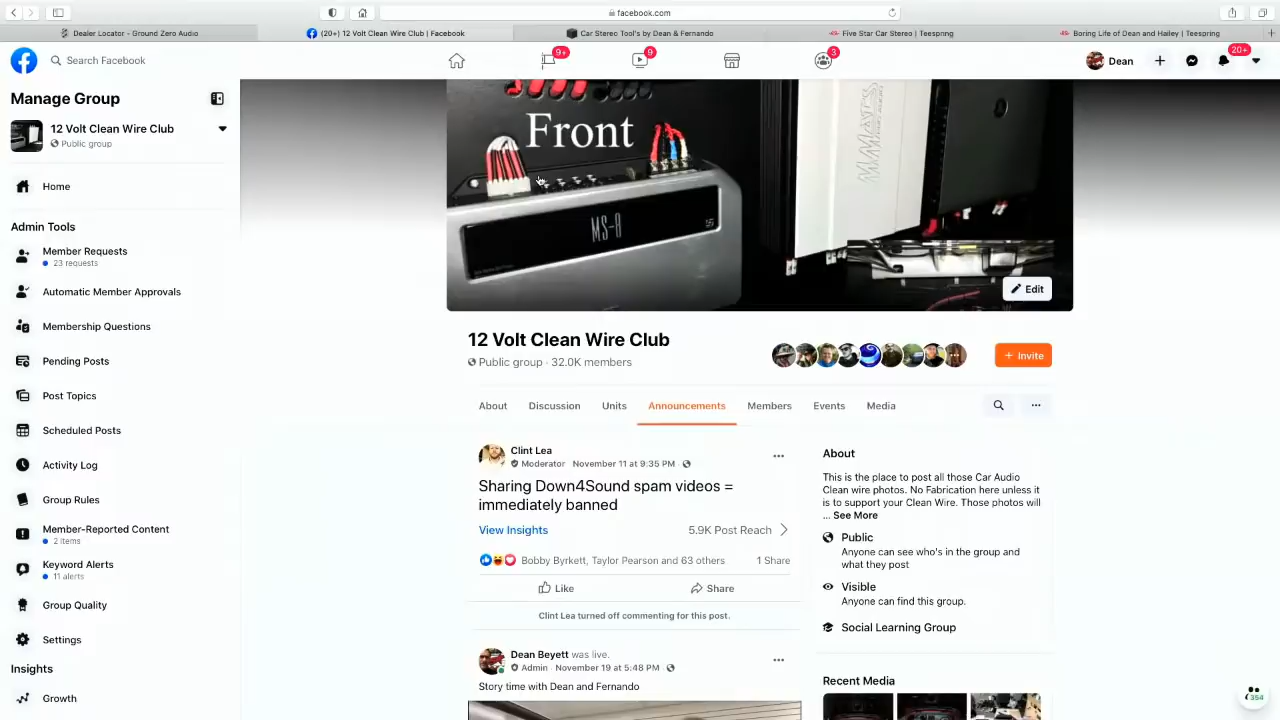 facebook.com
Dealer Locator - Ground Zero Audio
(20+) 12 Volt Clean Wire Club | Facebook
Car Stereo Tool's by Dean & Fernando
Five Star Car Stereo | Teespring
Boring Life of Dean and Hailey | Teespring
Search Facebook
9+
9
3
Dean
20+
Manage Group
12 Volt Clean Wire Club
Public group
Home
Admin Tools
Member Requests
23 requests
Automatic Member Approvals
Membership Questions
Pending Posts
Post Topics
Scheduled Posts
Activity Log
Group Rules
Member-Reported Content
2 items
Keyword Alerts
11 alerts
Group Quality
Settings
Insights
Growth
Front
MS-8
Edit
12 Volt Clean Wire Club
Public group · 32.0K members
+ Invite
About
Discussion
Units
Announcements
Members
Events
Media
Clint Lea
Moderator · November 11 at 9:35 PM ·
Sharing Down4Sound spam videos =
immediately banned
View Insights
5.9K Post Reach
Bobby Byrkett, Taylor Pearson and 63 others
1 Share
Like
Share
Clint Lea turned off commenting for this post.
Dean Beyett was live.
Admin · November 19 at 5:48 PM ·
Story time with Dean and Fernando
About
This is the place to post all those Car Audio
Clean wire photos. No Fabrication here unless it
is to support your Clean Wire. Those photos will
... See More
Public
Anyone can see who's in the group and
what they post
Visible
Anyone can find this group.
Social Learning Group
Recent Media
354